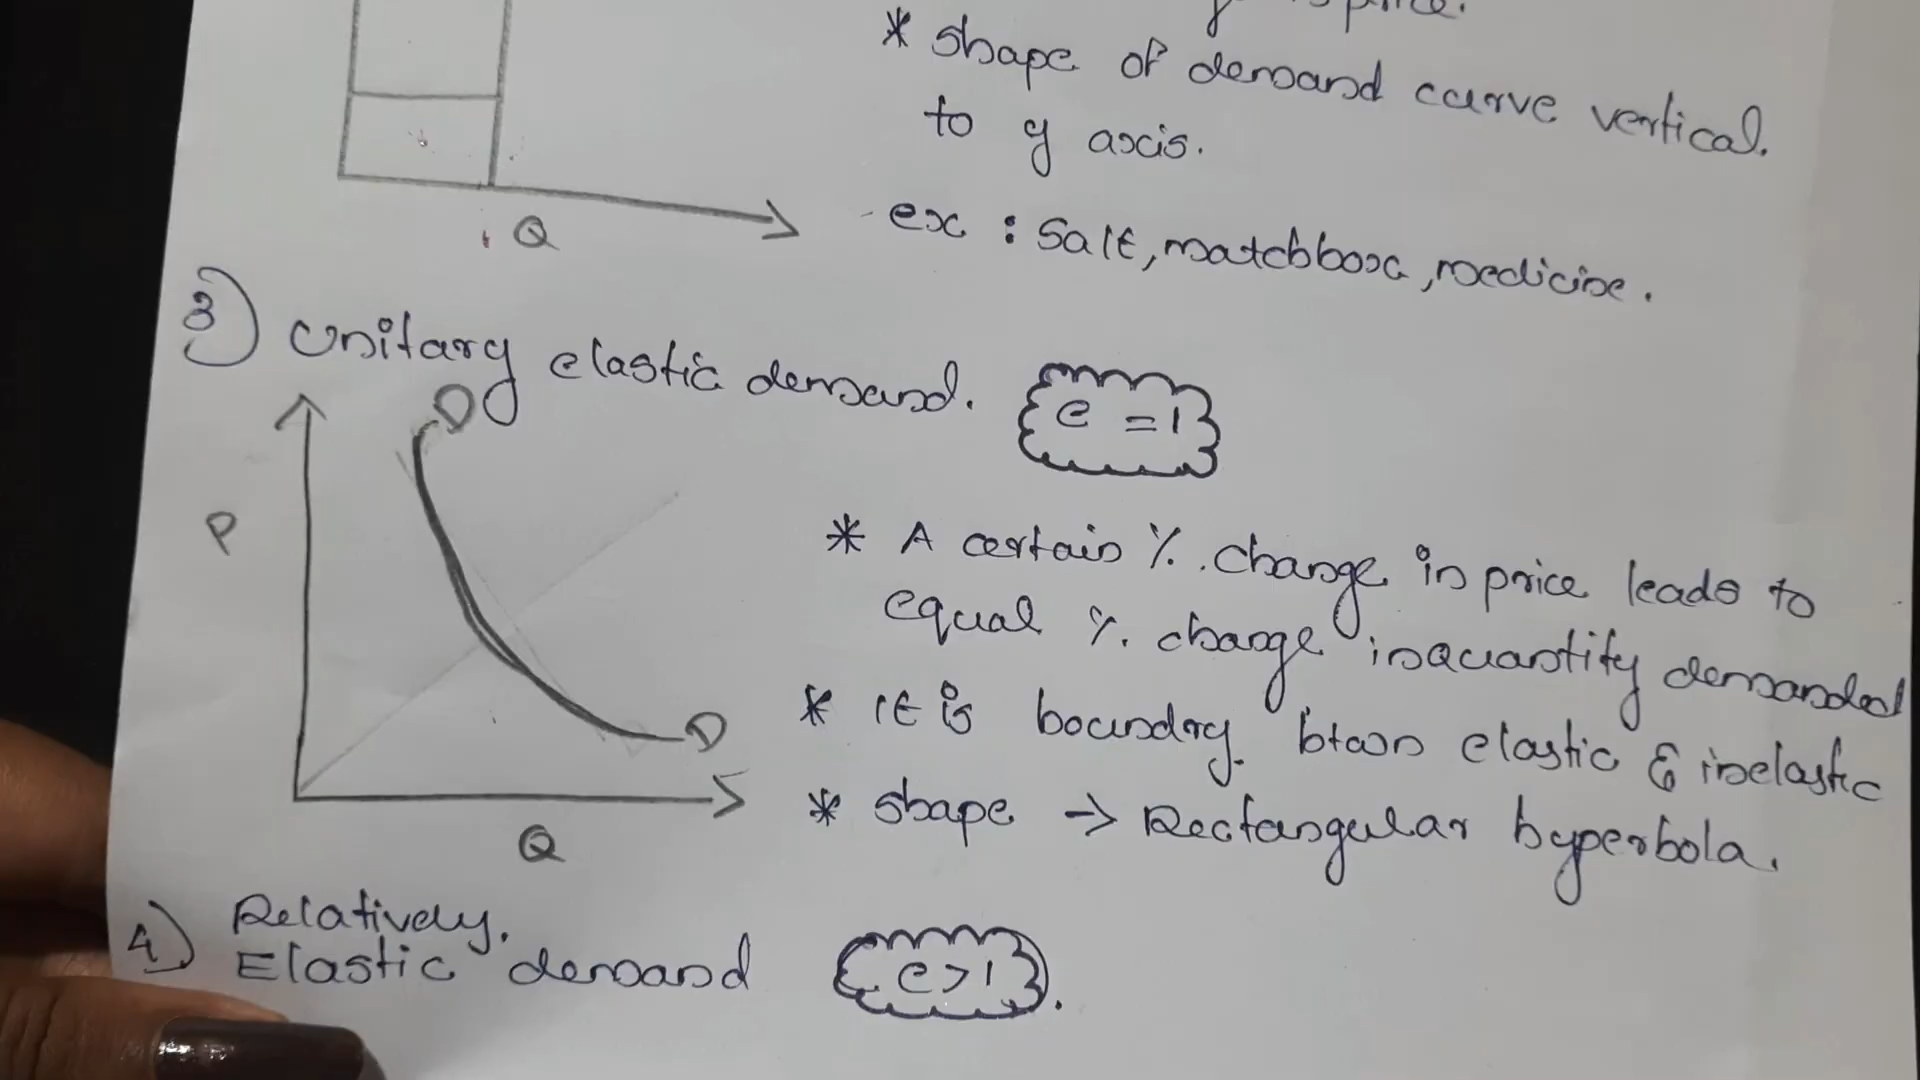 * shape of demand curve vertical.
to y axis.
ex : Salt, matchbox, medicine.
Q
3) Unitary elastic demand.
e = 1
D
P
* A certain %. change in price leads to
equal %. change in quantity demanded
* It is boundry btwn elastic & inelastic
D
* shape → Rectangular hyperbola.
Q
4) Relatively.
Elastic demand
e > 1.